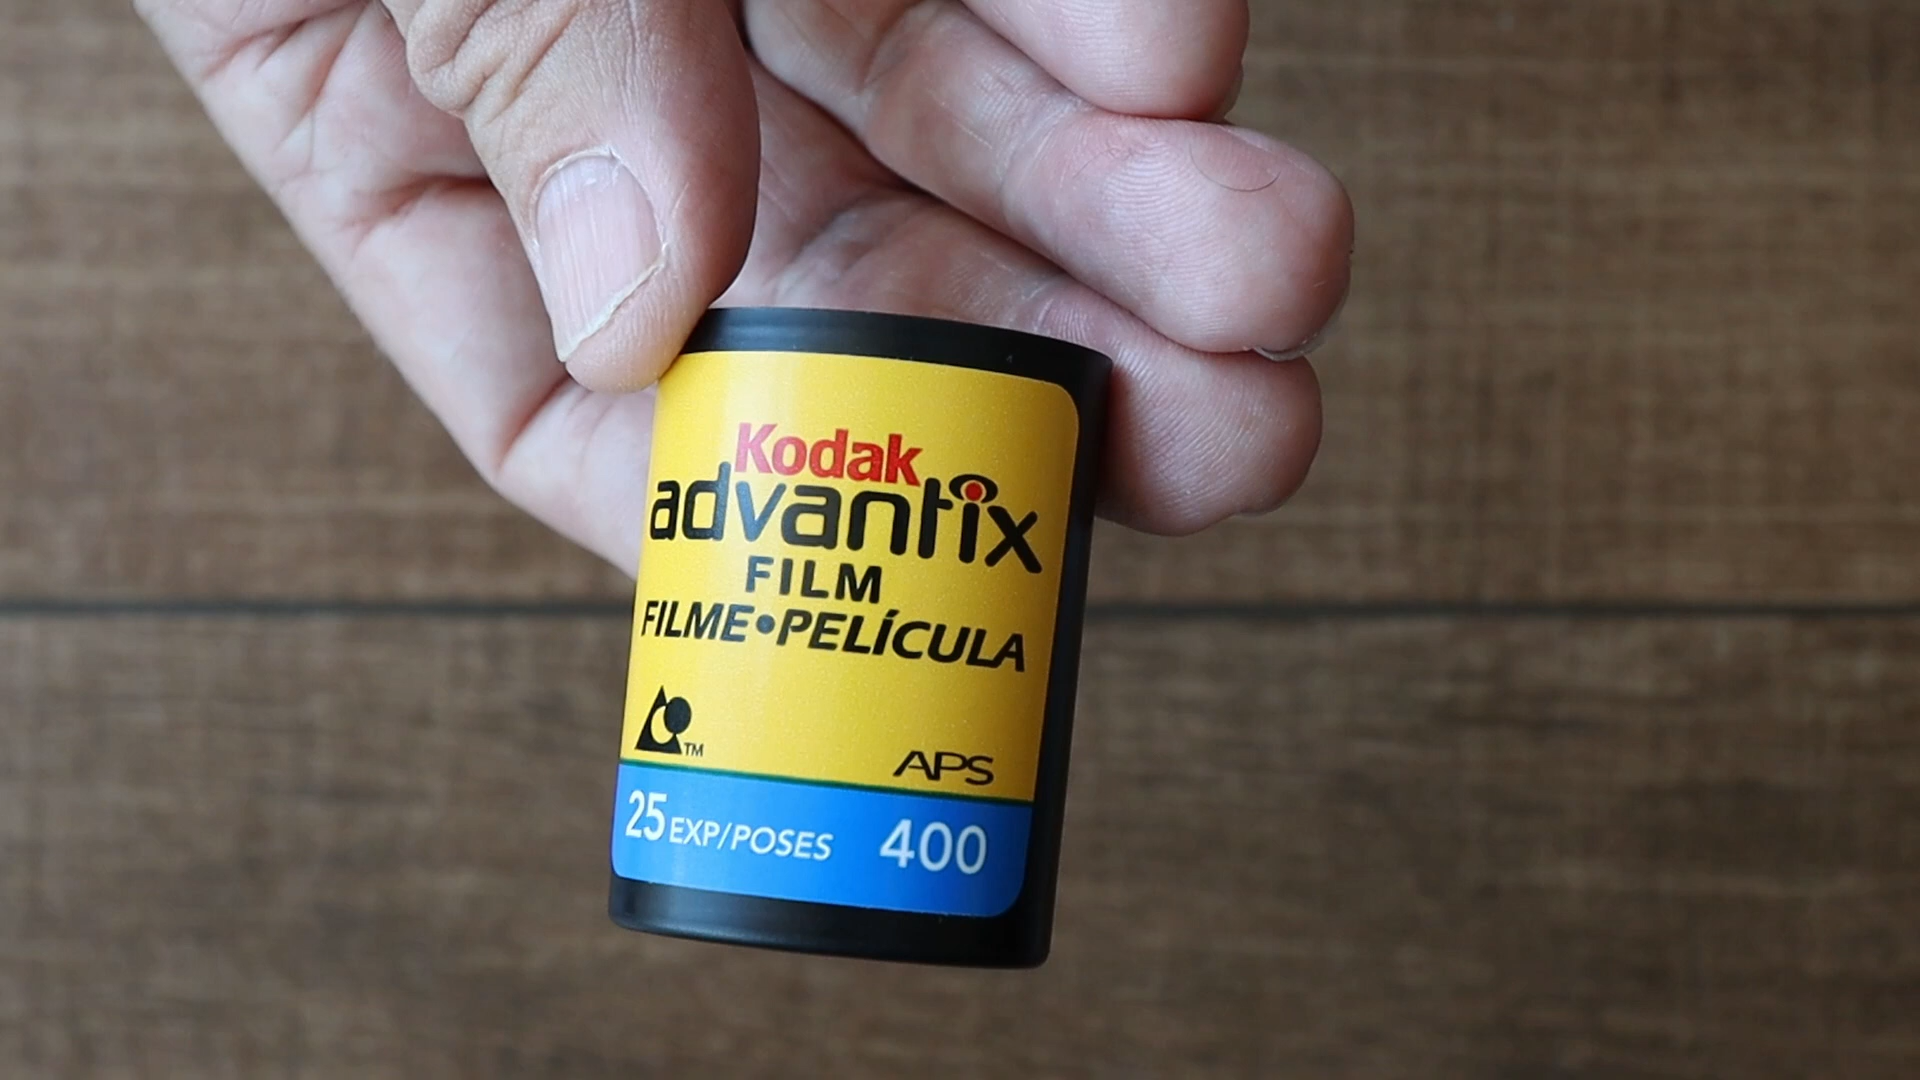 Kodak
advantix
FILM
FILME•PELÍCULA
TM
APS
25 EXP/POSES 400